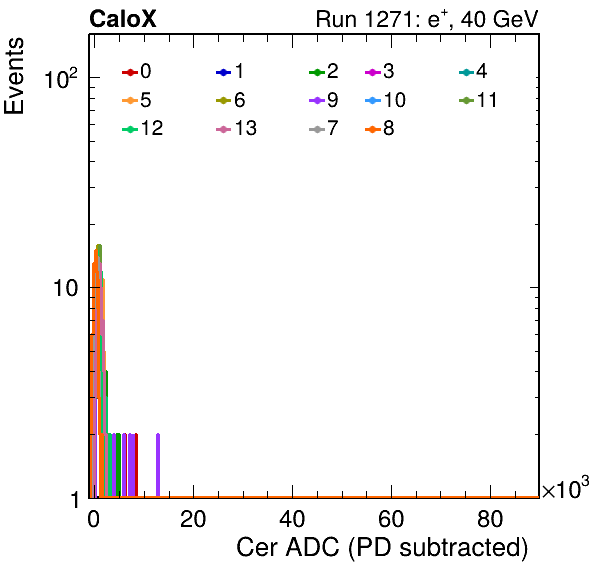 CaloX Run 1271: e⁺, 40 GeV
Events
10²
0 1 2 3 4
5 6 9 10 11
12 13 7 8
10
1
0 20 40 60 80 ×10³
Cer ADC (PD subtracted)